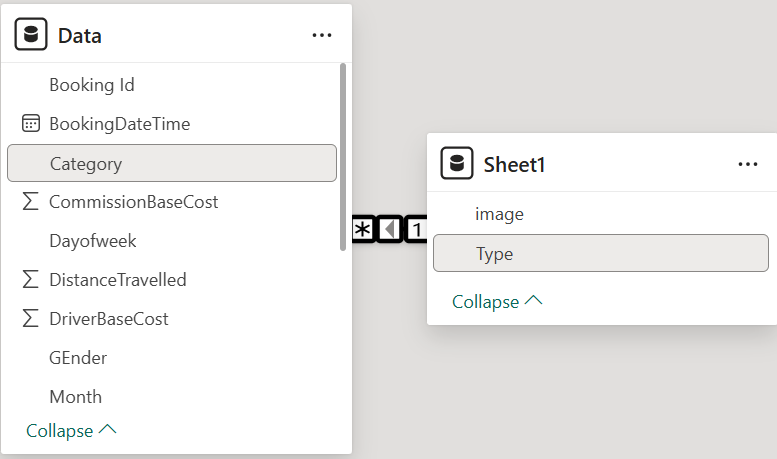 Data
Booking Id
BookingDateTime
Category
CommissionBaseCost
Dayofweek
DistanceTravelled
DriverBaseCost
GEnder
Month
Collapse
* 1
Sheet1
image
Type
Collapse